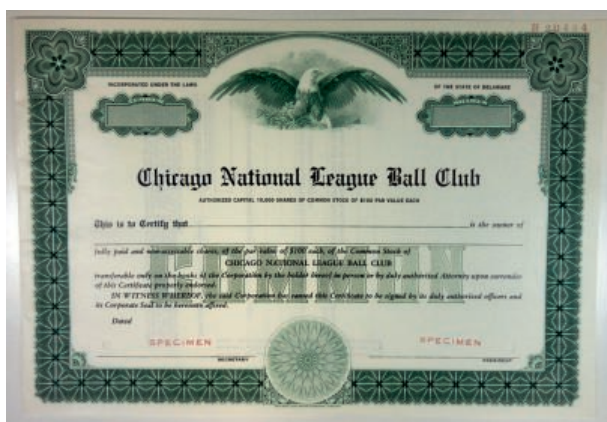 INCORPORATED UNDER THE LAWS
OF THE STATE OF DELAWARE
Chicago National League Ball Club
AUTHORIZED CAPITAL 10,000 SHARES OF COMMON STOCK OF $100 PAR VALUE EACH
This is to Certify that is the owner of
fully paid and non-assessable shares, of the par value of $100 each, of the Common Stock of
CHICAGO NATIONAL LEAGUE BALL CLUB
transferable only on the books of the Corporation by the holder hereof in person or by duly authorized Attorney upon surrender
of this Certificate properly endorsed.
IN WITNESS WHEREOF, the said Corporation has caused this Certificate to be signed by its duly authorized officers and
its Corporate Seal to be hereunto affixed.
COMMON
Dated
SPECIMEN SPECIMEN
SECRETARY PRESIDENT